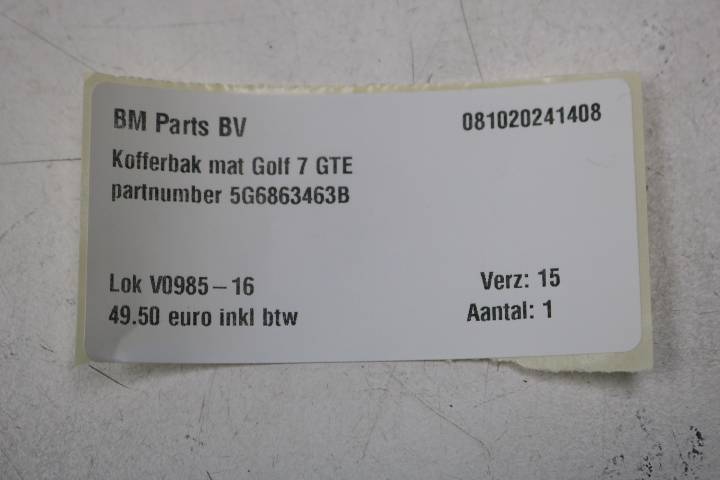 BM Parts BV 081020241408
Kofferbak mat Golf 7 GTE
partnumber 5G6863463B
Lok V0985-16 Verz: 15
49.50 euro inkl btw Aantal: 1